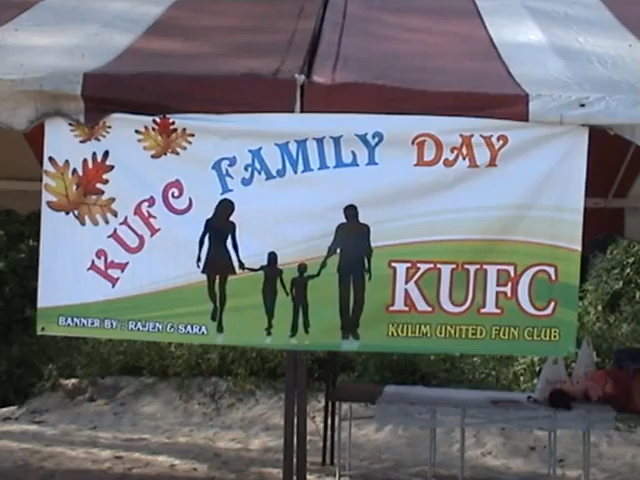 KUFC FAMILY DAY
KUFC
KULIM UNITED FUN CLUB
BANNER BY : RAJEN & SARA